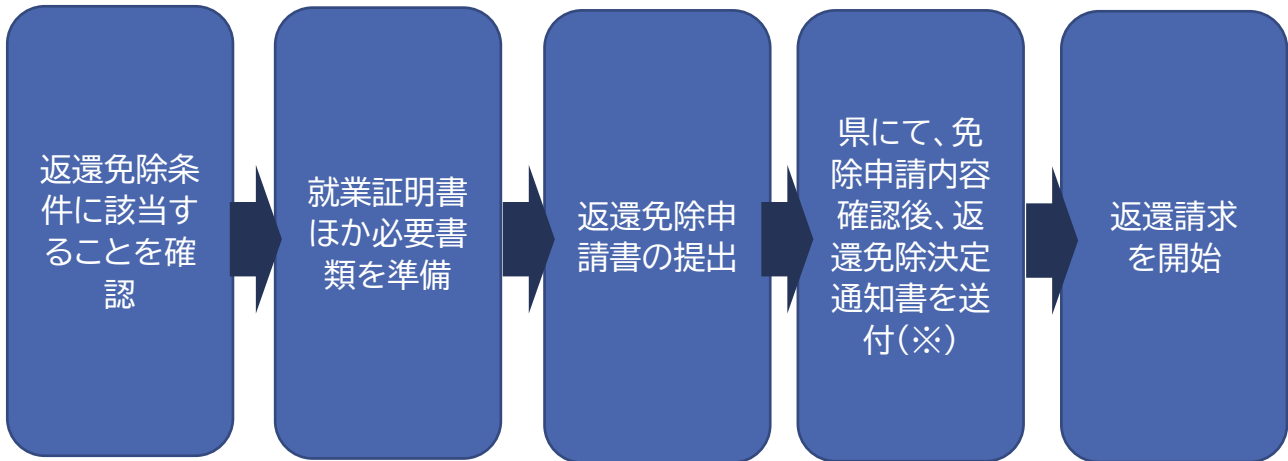 返還免除条
件に該当す
ることを確
認
就業証明書
ほか必要書
類を準備
返還免除申
請書の提出
県にて、免
除申請内容
確認後、返
還免除決定
通知書を送
付(※)
返還請求
を開始